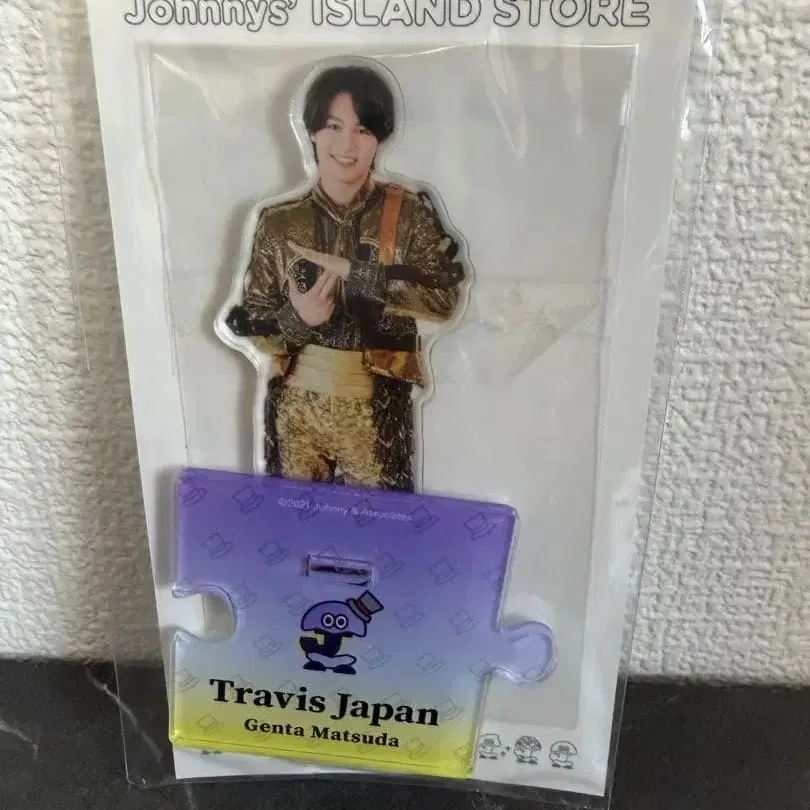 Johnnys' ISLAND STORE
©2021 Johnny & Associates
Travis Japan
Genta Matsuda